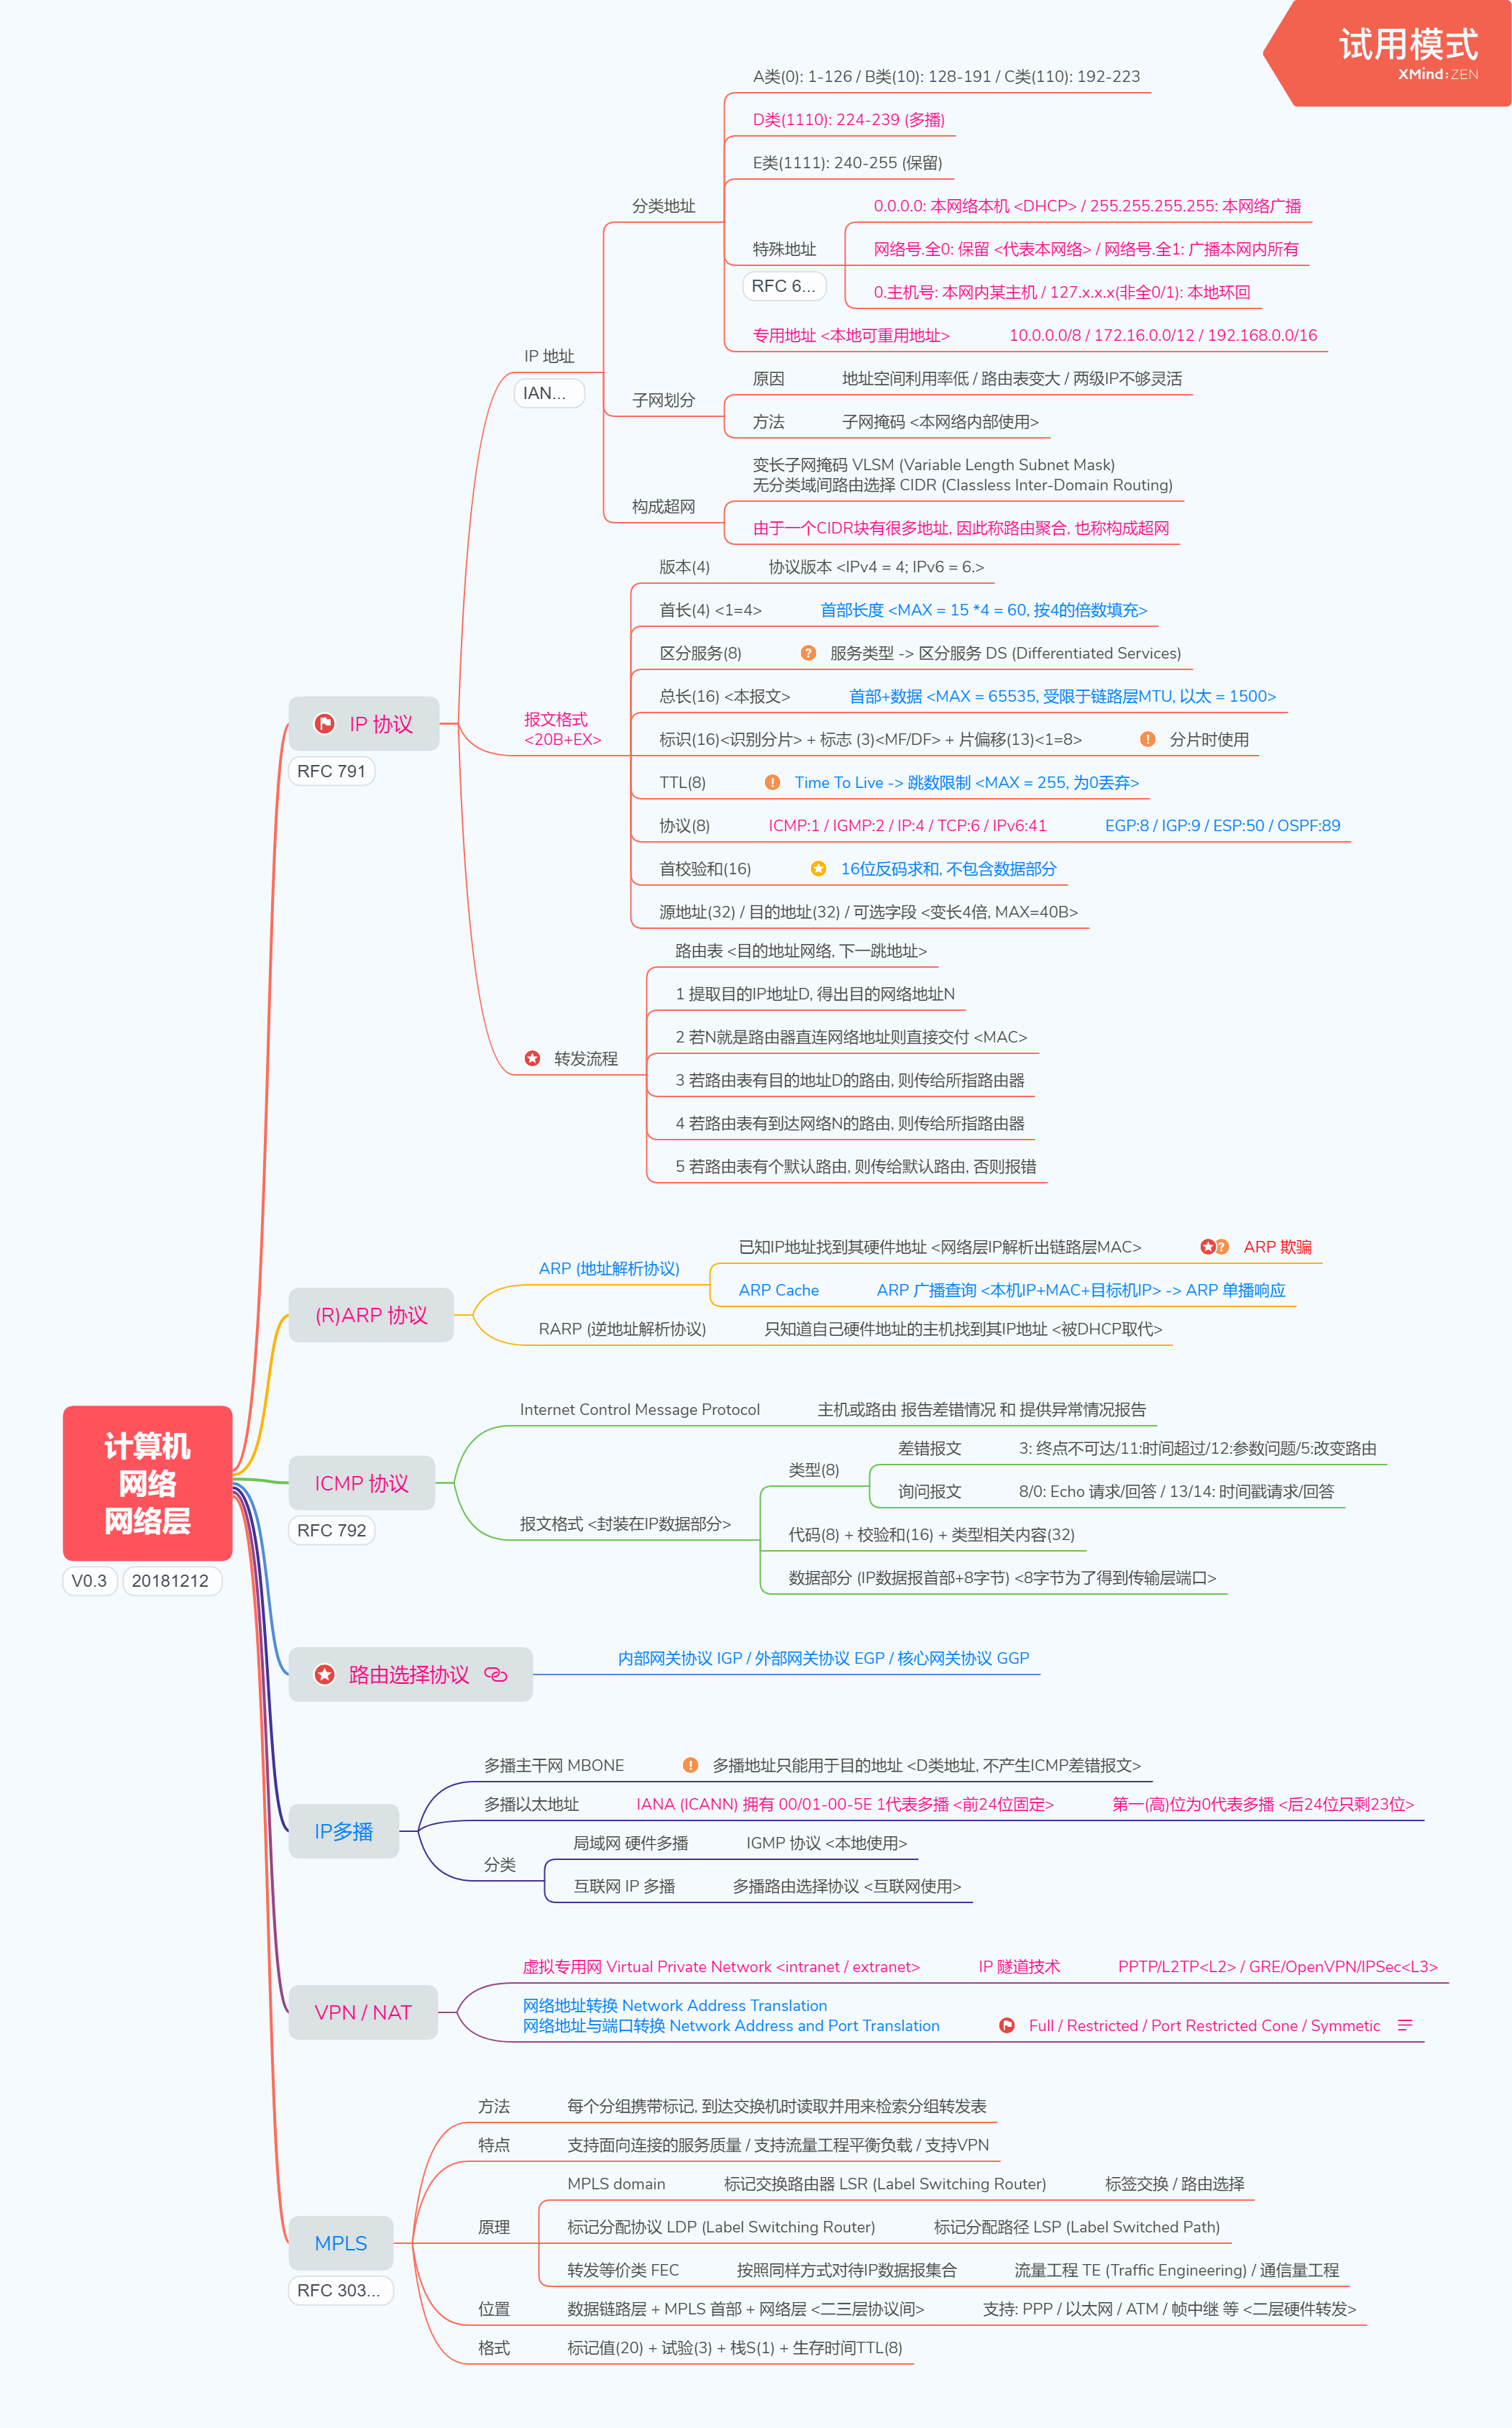 试用模式
XMind:ZEN
计算机
网络
网络层
V0.3
20181212
IP 协议
RFC 791
IP 地址
IAN...
分类地址
A类(0): 1-126 / B类(10): 128-191 / C类(110): 192-223
D类(1110): 224-239 (多播)
E类(1111): 240-255 (保留)
特殊地址
RFC 6...
0.0.0.0: 本网络本机 <DHCP> / 255.255.255.255: 本网络广播
网络号.全0: 保留 <代表本网络> / 网络号.全1: 广播本网内所有
0.主机号: 本网内某主机 / 127.x.x.x(非全0/1): 本地环回
专用地址 <本地可重用地址>
10.0.0.0/8 / 172.16.0.0/12 / 192.168.0.0/16
子网划分
原因
地址空间利用率低 / 路由表变大 / 两级IP不够灵活
方法
子网掩码 <本网络内部使用>
构成超网
变长子网掩码 VLSM (Variable Length Subnet Mask)
无分类域间路由选择 CIDR (Classless Inter-Domain Routing)
由于一个CIDR块有很多地址, 因此称路由聚合, 也称构成超网
报文格式
<20B+EX>
版本(4)
协议版本 <IPv4 = 4; IPv6 = 6.>
首长(4) <1=4>
首部长度 <MAX = 15 *4 = 60, 按4的倍数填充>
区分服务(8)
服务类型 -> 区分服务 DS (Differentiated Services)
总长(16) <本报文>
首部+数据 <MAX = 65535, 受限于链路层MTU, 以太 = 1500>
标识(16)<识别分片> + 标志 (3)<MF/DF> + 片偏移(13)<1=8>
分片时使用
TTL(8)
Time To Live -> 跳数限制 <MAX = 255, 为0丢弃>
协议(8)
ICMP:1 / IGMP:2 / IP:4 / TCP:6 / IPv6:41
EGP:8 / IGP:9 / ESP:50 / OSPF:89
首校验和(16)
16位反码求和, 不包含数据部分
源地址(32) / 目的地址(32) / 可选字段 <变长4倍, MAX=40B>
转发流程
路由表 <目的地址网络, 下一跳地址>
1 提取目的IP地址D, 得出目的网络地址N
2 若N就是路由器直连网络地址则直接交付 <MAC>
3 若路由表有目的地址D的路由, 则传给所指路由器
4 若路由表有到达网络N的路由, 则传给所指路由器
5 若路由表有个默认路由, 则传给默认路由, 否则报错
(R)ARP 协议
ARP (地址解析协议)
已知IP地址找到其硬件地址 <网络层IP解析出链路层MAC>
ARP 欺骗
ARP Cache
ARP 广播查询 <本机IP+MAC+目标机IP> -> ARP 单播响应
RARP (逆地址解析协议)
只知道自己硬件地址的主机找到其IP地址 <被DHCP取代>
ICMP 协议
RFC 792
Internet Control Message Protocol
主机或路由 报告差错情况 和 提供异常情况报告
报文格式 <封装在IP数据部分>
类型(8)
差错报文
3: 终点不可达/11:时间超过/12:参数问题/5:改变路由
询问报文
8/0: Echo 请求/回答 / 13/14: 时间戳请求/回答
代码(8) + 校验和(16) + 类型相关内容(32)
数据部分 (IP数据报首部+8字节) <8字节为了得到传输层端口>
路由选择协议
内部网关协议 IGP / 外部网关协议 EGP / 核心网关协议 GGP
IP多播
多播主干网 MBONE
多播地址只能用于目的地址 <D类地址, 不产生ICMP差错报文>
多播以太地址
IANA (ICANN) 拥有 00/01-00-5E 1代表多播 <前24位固定>
第一(高)位为0代表多播 <后24位只剩23位>
分类
局域网 硬件多播
IGMP 协议 <本地使用>
互联网 IP 多播
多播路由选择协议 <互联网使用>
VPN / NAT
虚拟专用网 Virtual Private Network <intranet / extranet>
IP 隧道技术
PPTP/L2TP<L2> / GRE/OpenVPN/IPSec<L3>
网络地址转换 Network Address Translation
网络地址与端口转换 Network Address and Port Translation
Full / Restricted / Port Restricted Cone / Symmetic
MPLS
RFC 303...
方法
每个分组携带标记, 到达交换机时读取并用来检索分组转发表
特点
支持面向连接的服务质量 / 支持流量工程平衡负载 / 支持VPN
原理
MPLS domain
标记交换路由器 LSR (Label Switching Router)
标签交换 / 路由选择
标记分配协议 LDP (Label Switching Router)
标记分配路径 LSP (Label Switched Path)
转发等价类 FEC
按照同样方式对待IP数据报集合
流量工程 TE (Traffic Engineering) / 通信量工程
位置
数据链路层 + MPLS 首部 + 网络层 <二三层协议间>
支持: PPP / 以太网 / ATM / 帧中继 等 <二层硬件转发>
格式
标记值(20) + 试验(3) + 栈S(1) + 生存时间TTL(8)